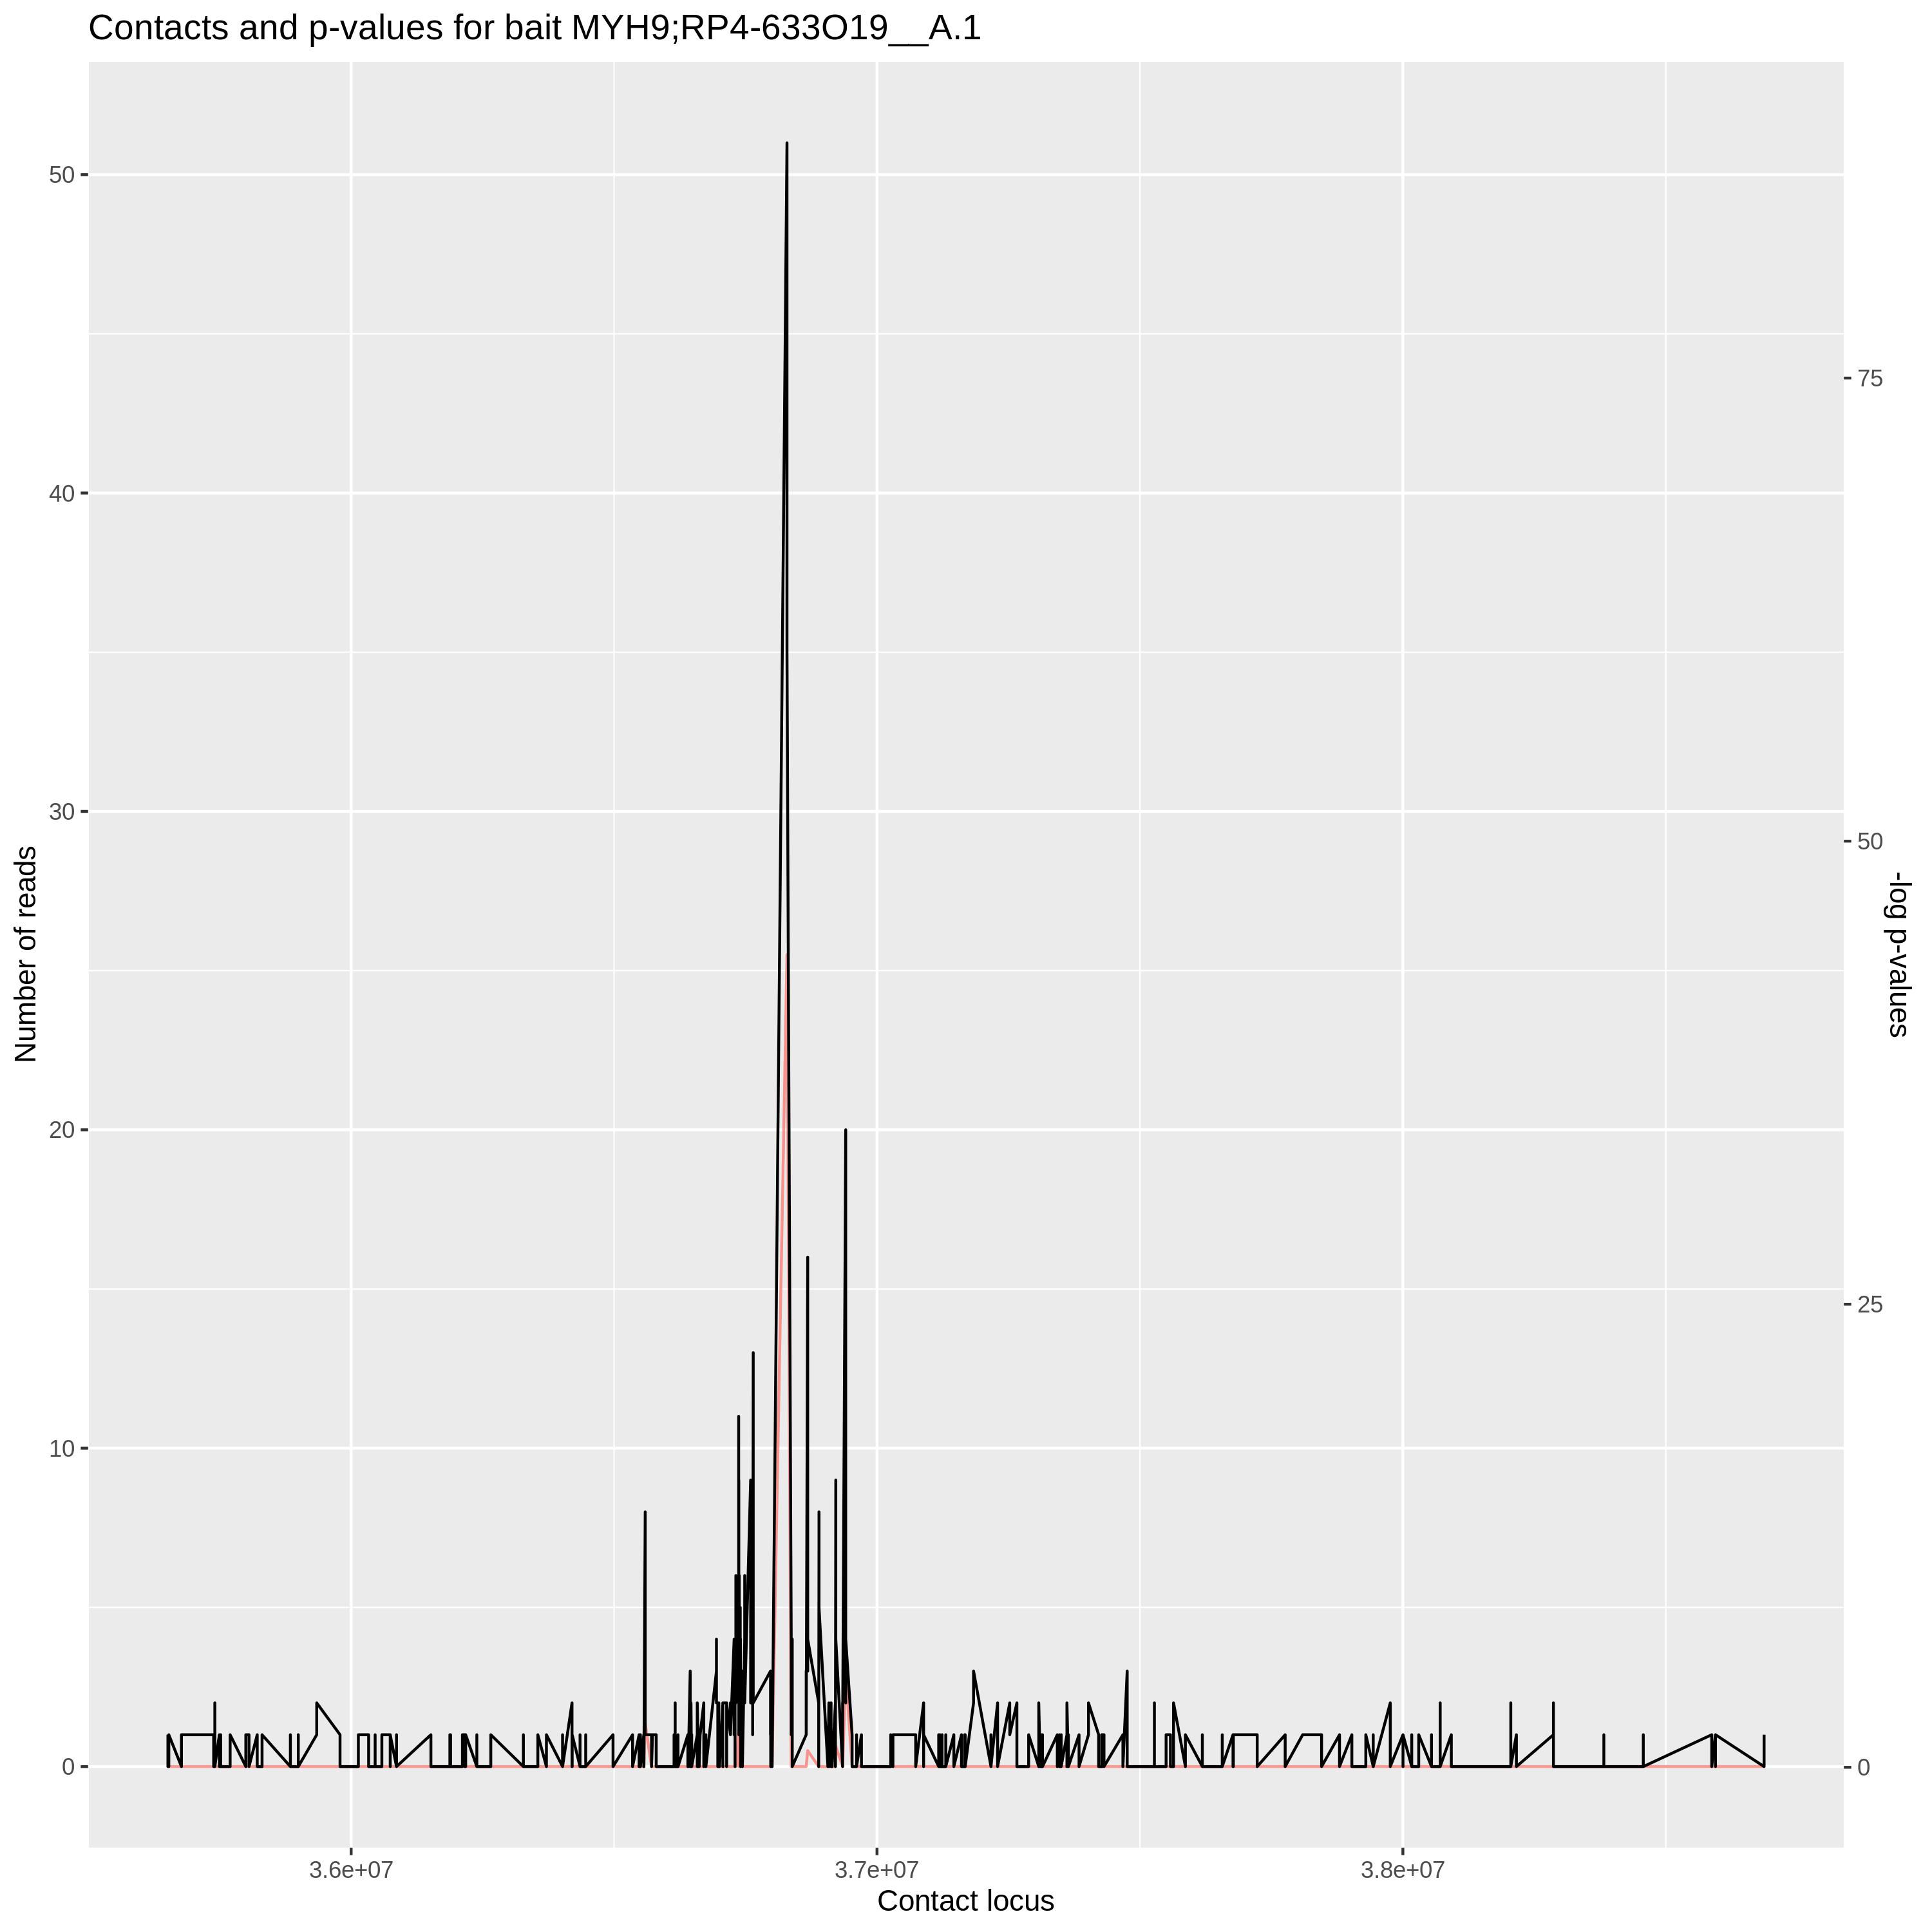 Contacts and p-values for bait MYH9;RP4-633O19__A.1
50
40
30
20
10
0
Number of reads
75
50
25
0
-log p-values
3.6e+07
3.7e+07
3.8e+07
Contact locus